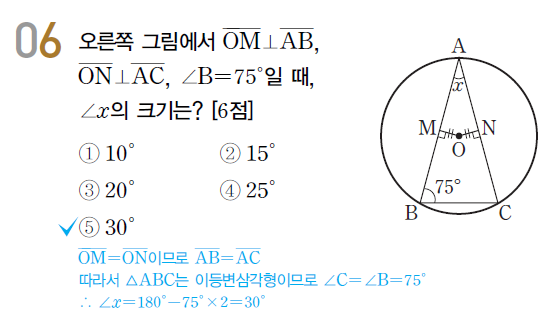 06 오른쪽 그림에서 OM⊥AB,
ON⊥AC, ∠B=75°일 때,
∠x의 크기는? [6점]
① 10° ② 15°
③ 20° ④ 25°
⑤ 30°
OM=ON이므로 AB=AC
따라서 △ABC는 이등변삼각형이므로 ∠C=∠B=75°
∴ ∠x=180°-75°×2=30°
A
x
M N
O
75°
B C